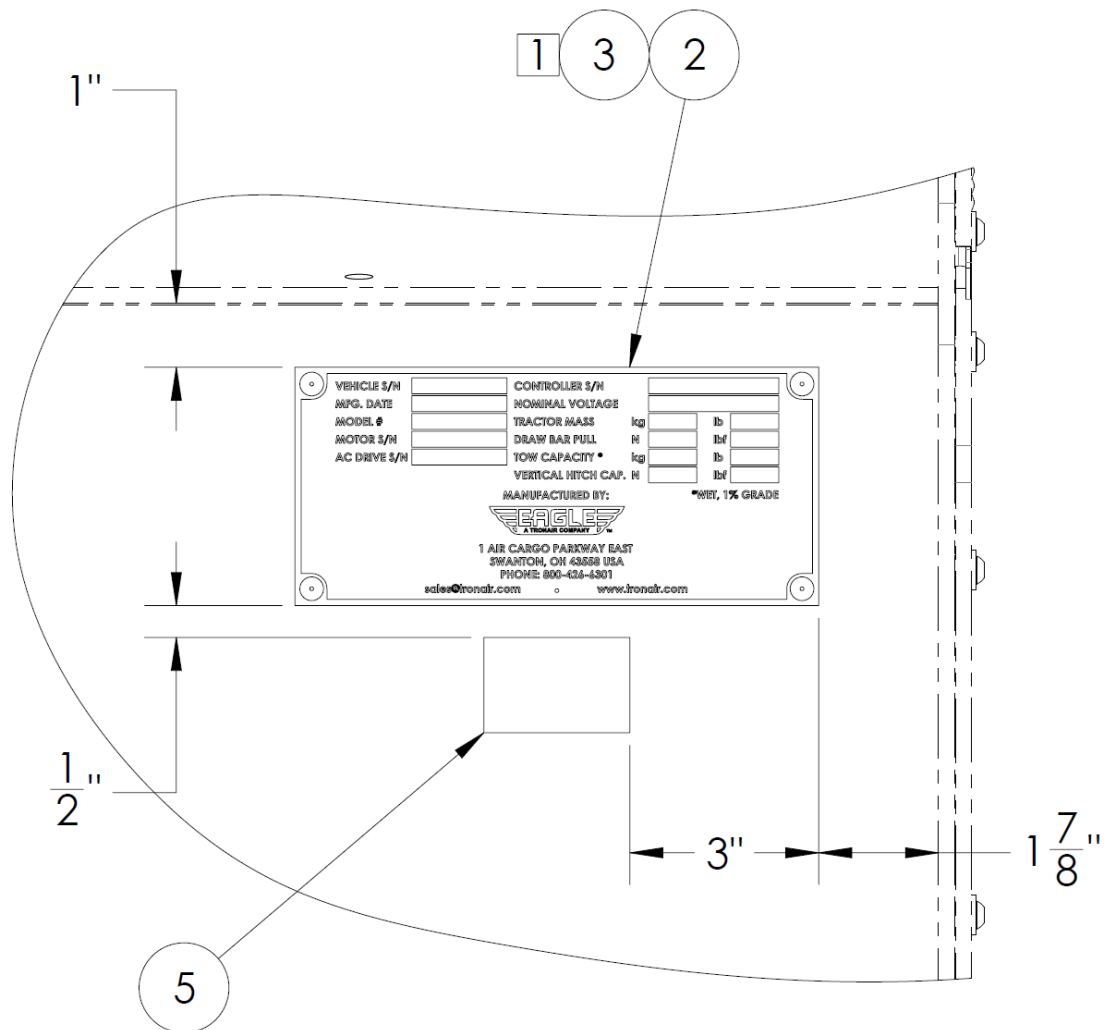 1 3 2
1"
VEHICLE S/N CONTROLLER S/N
MFG. DATE NOMINAL VOLTAGE
MODEL # TRACTOR MASS kg lb
MOTOR S/N DRAW BAR PULL N lbf
AC DRIVE S/N TOW CAPACITY * kg lb
VERTICAL HITCH CAP. N lbf
MANUFACTURED BY: *WET, 1% GRADE
EAGLE
A TRONAIR COMPANY ™
1 AIR CARGO PARKWAY EAST
SWANTON, OH 43558 USA
PHONE: 800-426-6301
sales@tronair.com www.tronair.com
1/2"
3" 1 7/8"
5